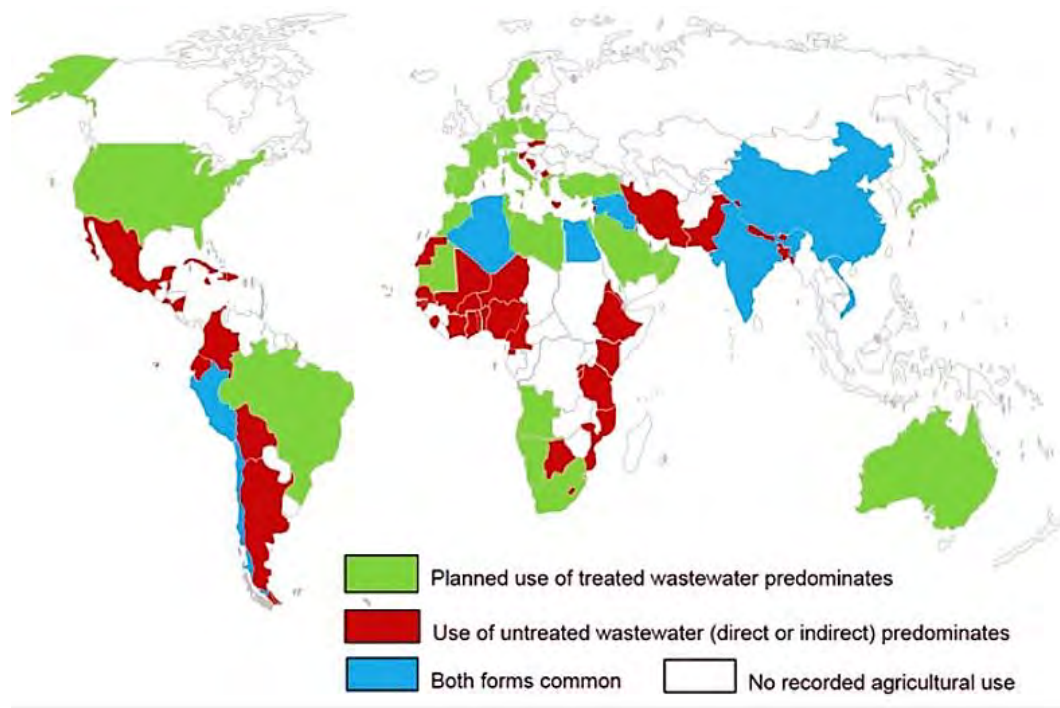 Planned use of treated wastewater predominates
Use of untreated wastewater (direct or indirect) predominates
Both forms common
No recorded agricultural use